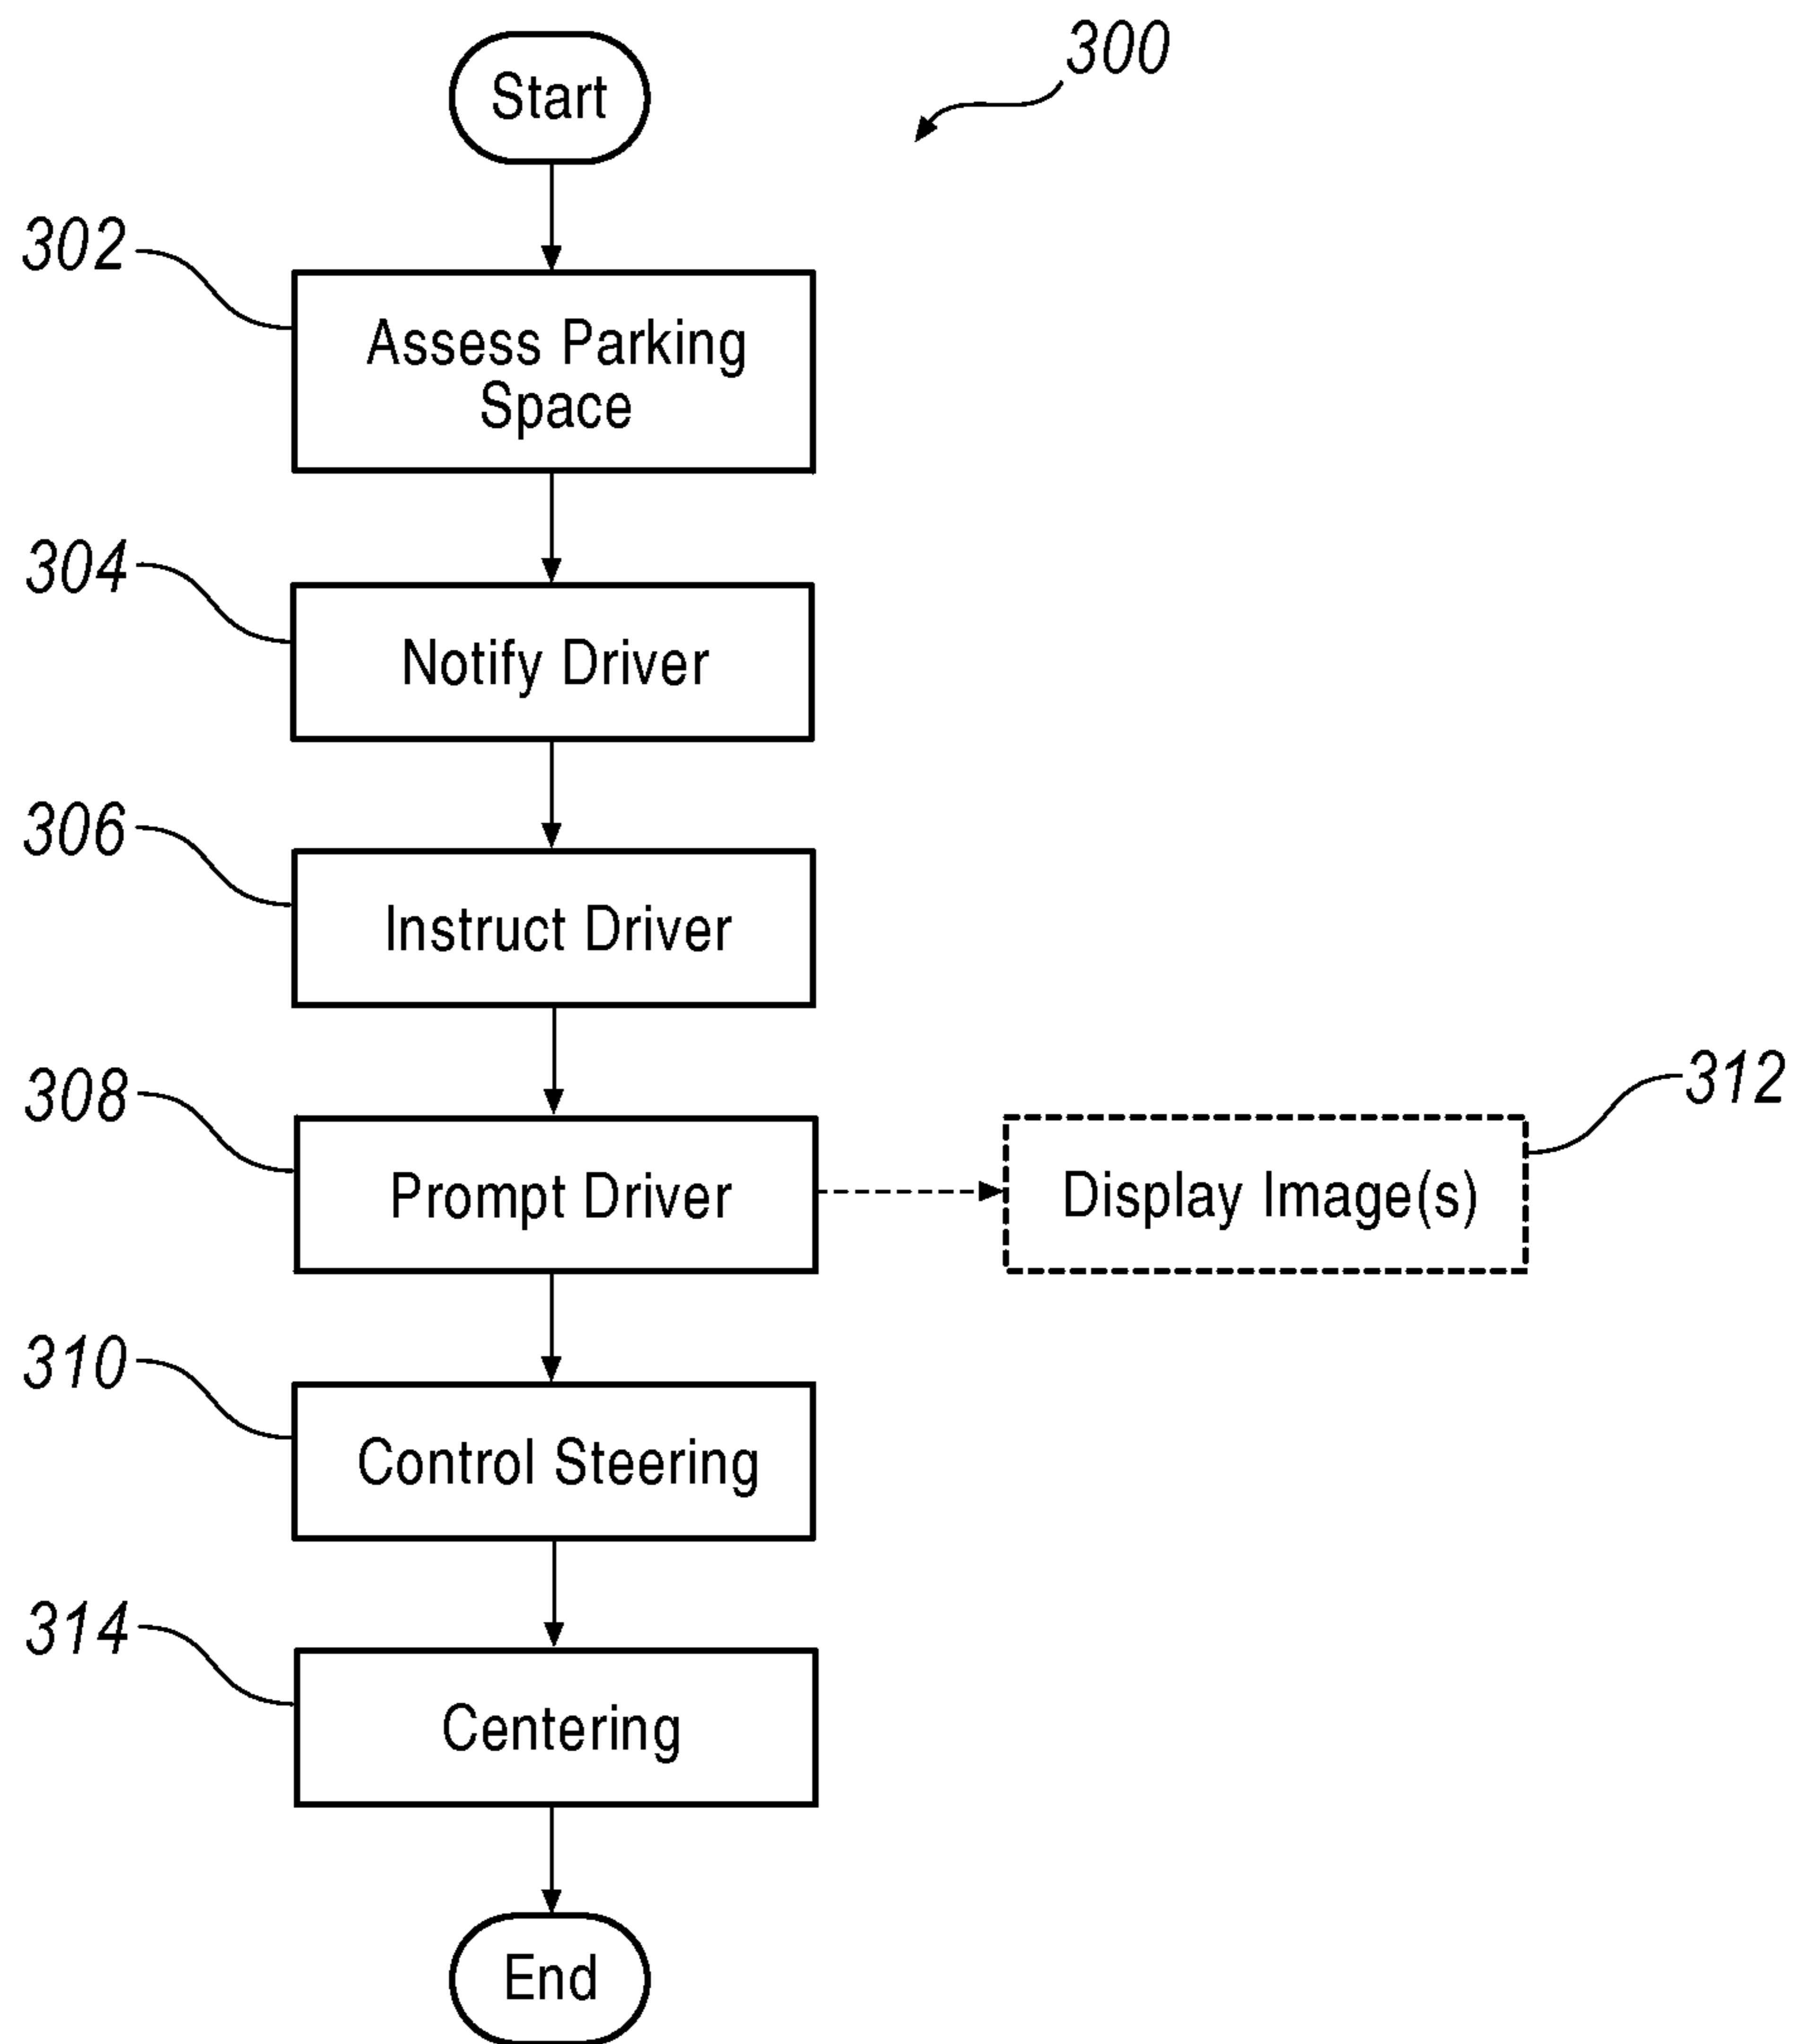 Start
300
302
Assess Parking
Space
304
Notify Driver
306
Instruct Driver
308
Prompt Driver
312
Display Image(s)
310
Control Steering
314
Centering
End